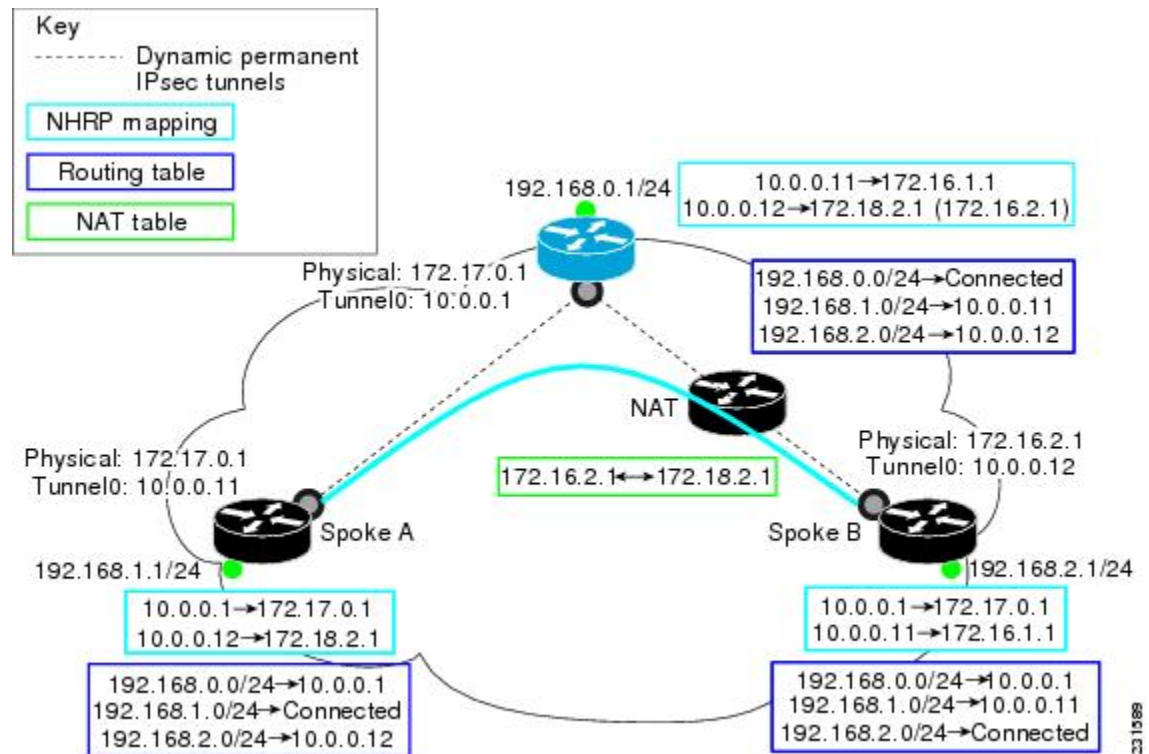 Key
Dynamic permanent
IPsec tunnels
NHRP mapping
Routing table
NAT table
192.168.0.1/24
10.0.0.11→172.16.1.1
10.0.0.12→172.18.2.1 (172.16.2.1)
Physical: 172.17.0.1
Tunnel0: 10.0.0.1
192.168.0.0/24→Connected
192.168.1.0/24→10.0.0.11
192.168.2.0/24→10.0.0.12
NAT
172.16.2.1↔172.18.2.1
Physical: 172.17.0.1
Tunnel0: 10.0.0.11
Physical: 172.16.2.1
Tunnel0: 10.0.0.12
Spoke A
Spoke B
192.168.1.1/24
192.168.2.1/24
10.0.0.1→172.17.0.1
10.0.0.12→172.18.2.1
10.0.0.1→172.17.0.1
10.0.0.11→172.16.1.1
192.168.0.0/24→10.0.0.1
192.168.1.0/24→Connected
192.168.2.0/24→10.0.0.12
192.168.0.0/24→10.0.0.1
192.168.1.0/24→10.0.0.11
192.168.2.0/24→Connected
231589